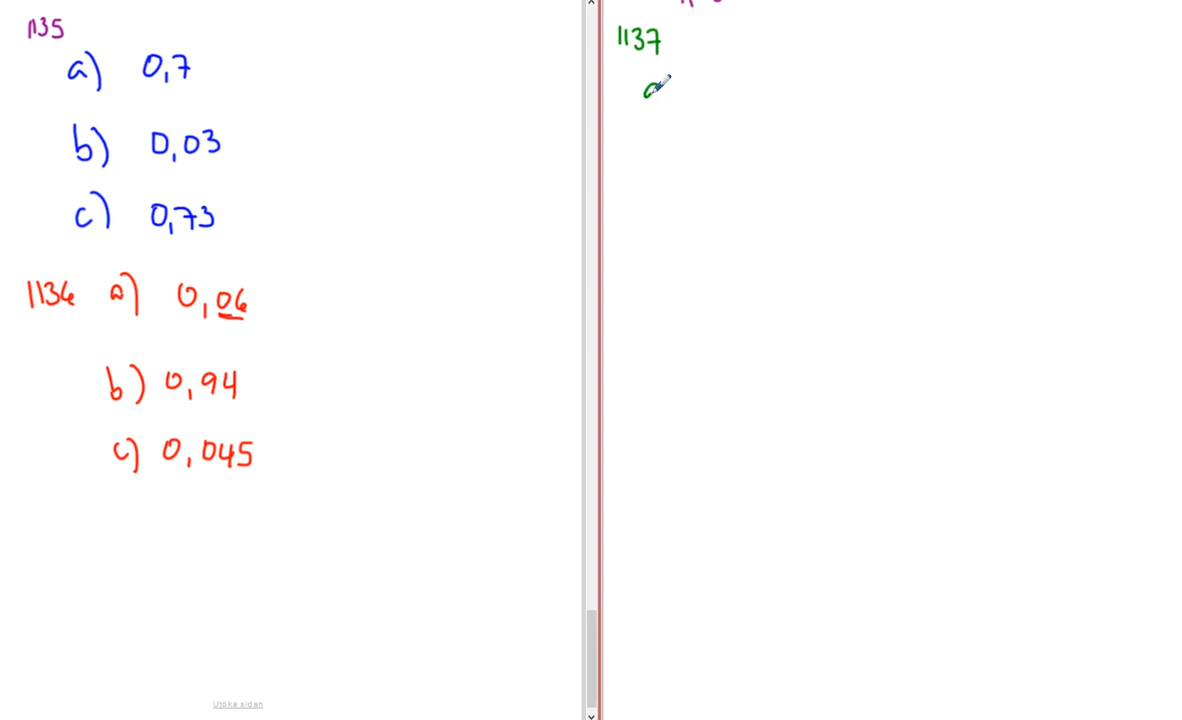 1135
a) 0,7
b) 0,03
c) 0,73
1136 a) 0,06
b) 0,94
c) 0,045
Utöka sidan
1137